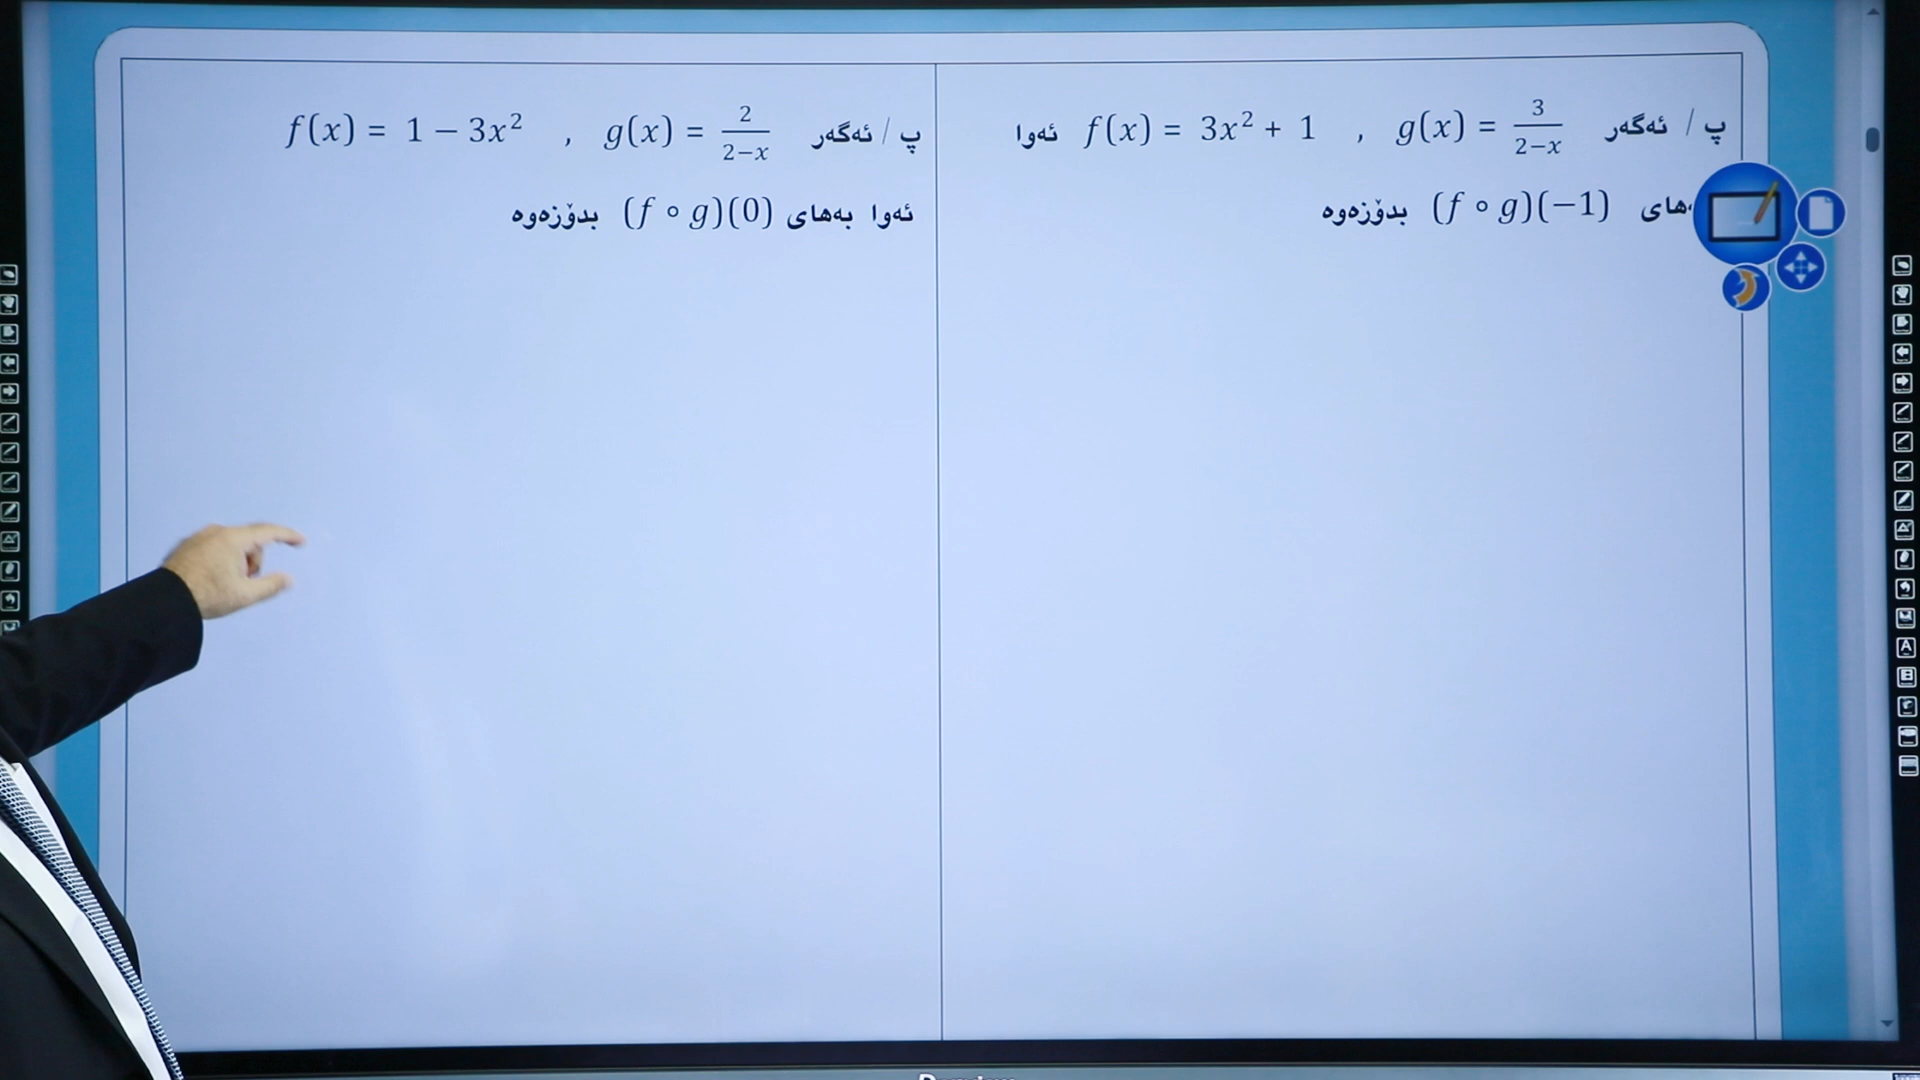 پ / ئەگەر g(x) = 3/(2−x) , f(x) = 3x² + 1 ئەوا
(f ∘ g)(−1) بدۆزەوە
پ / ئەگەر g(x) = 2/(2−x) , f(x) = 1 − 3x²
ئەوا بەهای (f ∘ g)(0) بدۆزەوە